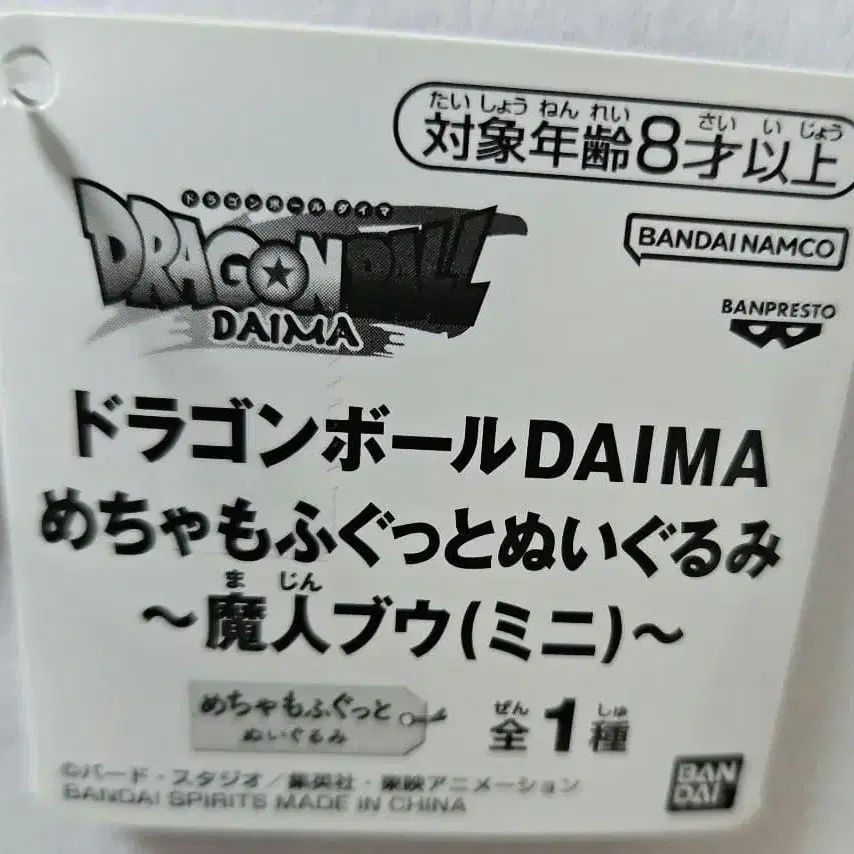 たいしょうねんれい さいいじょう
対象年齢8才以上
ドラゴンボール ダイマ
DRAGON BALL
DAIMA
BANDAI NAMCO
BANPRESTO
ドラゴンボールDAIMA
めちゃもふぐっとぬいぐるみ
まじん
~魔人ブウ(ミニ)~
めちゃもふぐっと
ぬいぐるみ
ぜん しゅ
全1種
©バード・スタジオ/集英社・東映アニメーション
BANDAI SPIRITS MADE IN CHINA
BAN
DAI